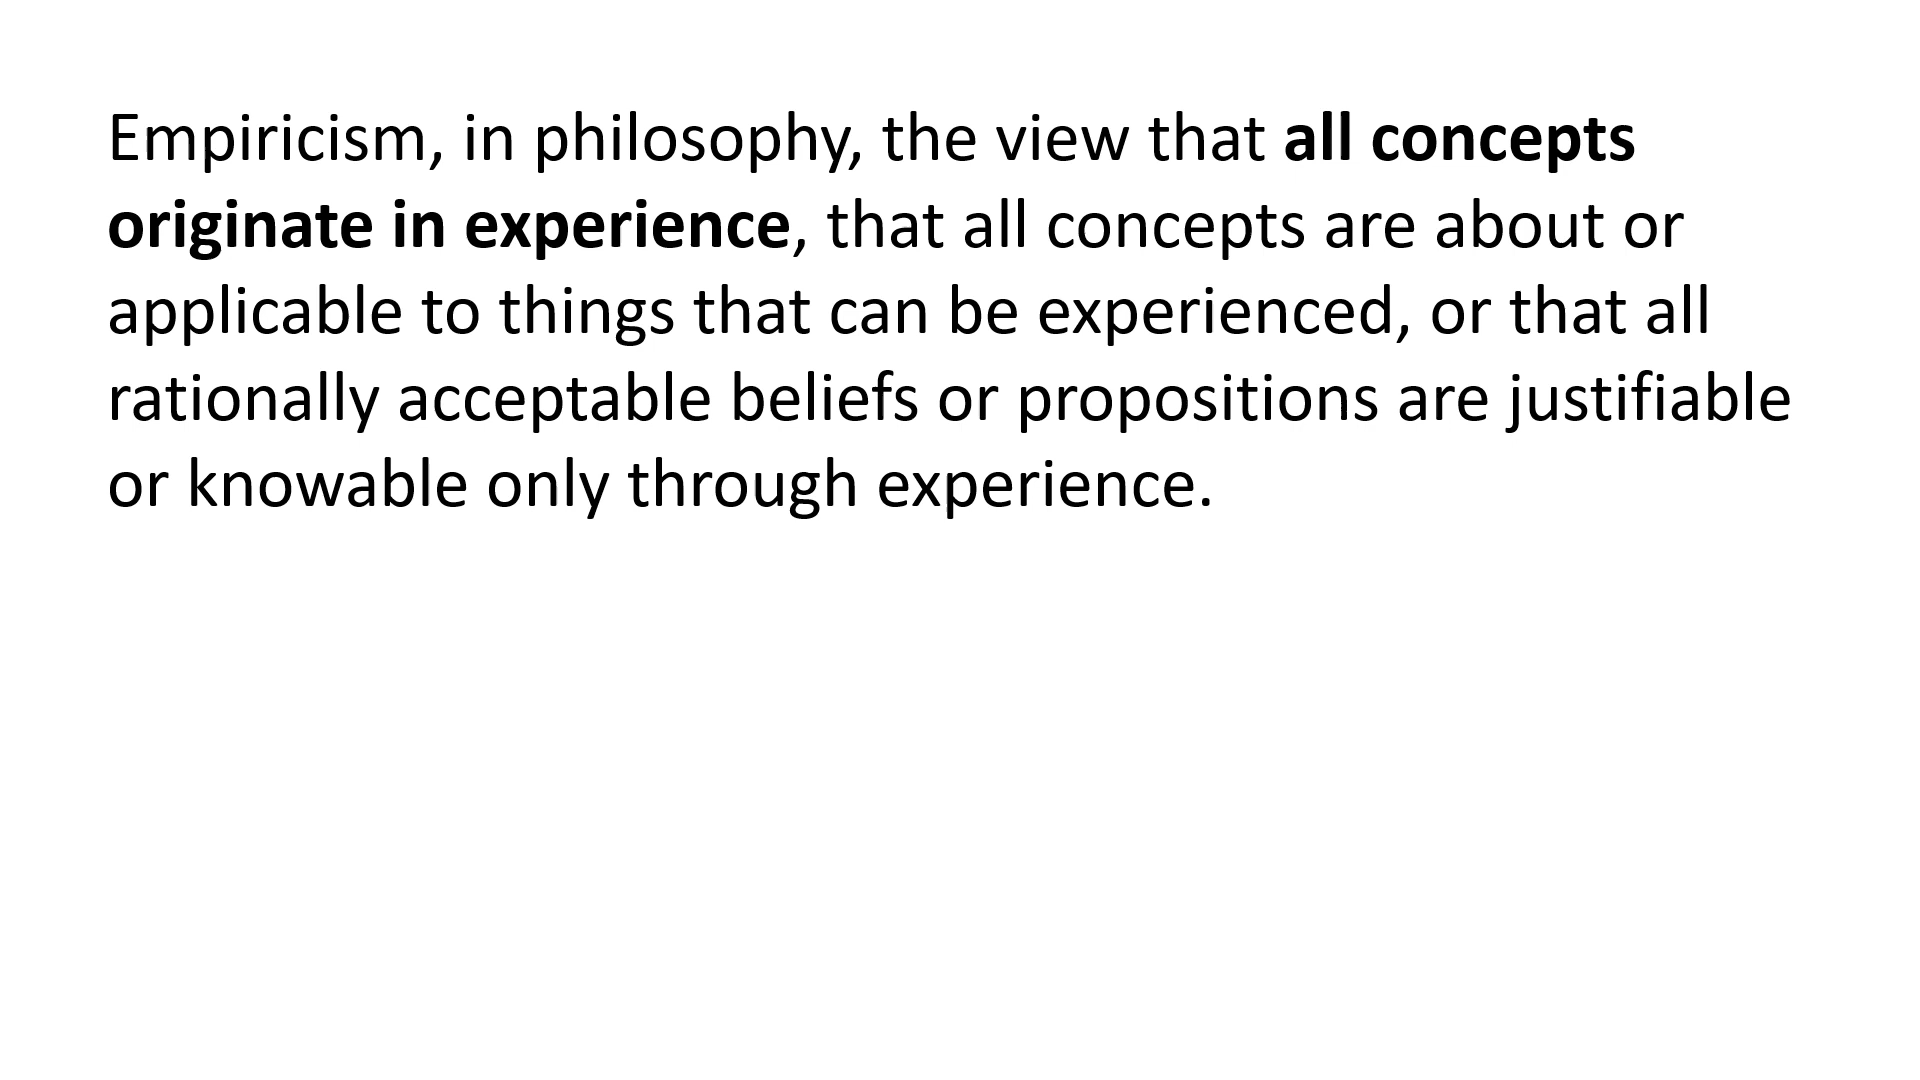 Empiricism, in philosophy, the view that all concepts
originate in experience, that all concepts are about or
applicable to things that can be experienced, or that all
rationally acceptable beliefs or propositions are justifiable
or knowable only through experience.